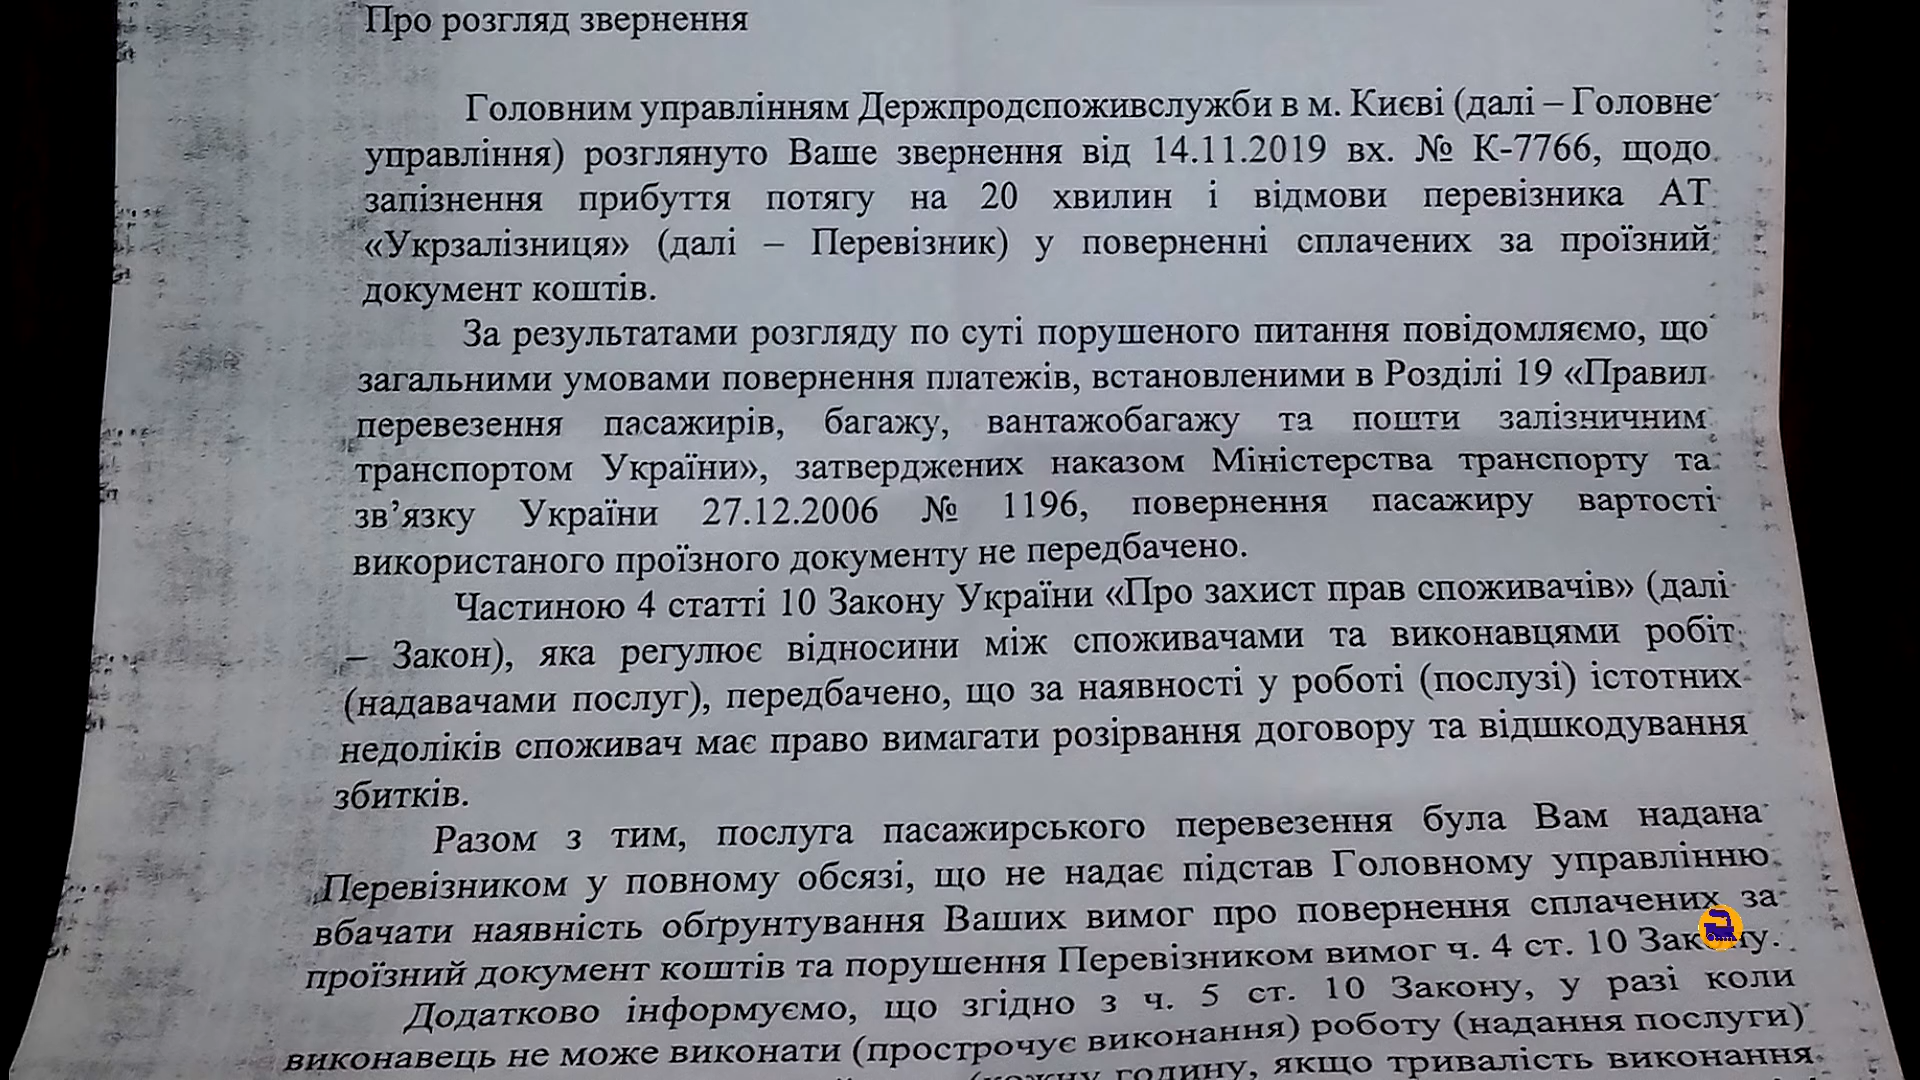 Про розгляд звернення
Головним управлінням Держпродспоживслужби в м. Києві (далі – Головне
управління) розглянуто Ваше звернення від 14.11.2019 вх. № К-7766, щодо
запізнення прибуття потягу на 20 хвилин і відмови перевізника АТ
«Укрзалізниця» (далі – Перевізник) у поверненні сплачених за проїзний
документ коштів.
За результатами розгляду по суті порушеного питання повідомляємо, що
загальними умовами повернення платежів, встановленими в Розділі 19 «Правил
перевезення пасажирів, багажу, вантажобагажу та пошти залізничним
транспортом України», затверджених наказом Міністерства транспорту та
зв’язку України 27.12.2006 № 1196, повернення пасажиру вартості
використаного проїзного документу не передбачено.
Частиною 4 статті 10 Закону України «Про захист прав споживачів» (далі
– Закон), яка регулює відносини між споживачами та виконавцями робіт
(надавачами послуг), передбачено, що за наявності у роботі (послузі) істотних
недоліків споживач має право вимагати розірвання договору та відшкодування
збитків.
Разом з тим, послуга пасажирського перевезення була Вам надана
Перевізником у повному обсязі, що не надає підстав Головному управлінню
вбачати наявність обґрунтування Ваших вимог про повернення сплачених за
проїзний документ коштів та порушення Перевізником вимог ч. 4 ст. 10 Закону.
Додатково інформуємо, що згідно з ч. 5 ст. 10 Закону, у разі коли
виконавець не може виконати (прострочує виконання) роботу (надання послуги)
(кожну годину, якщо тривалість виконання